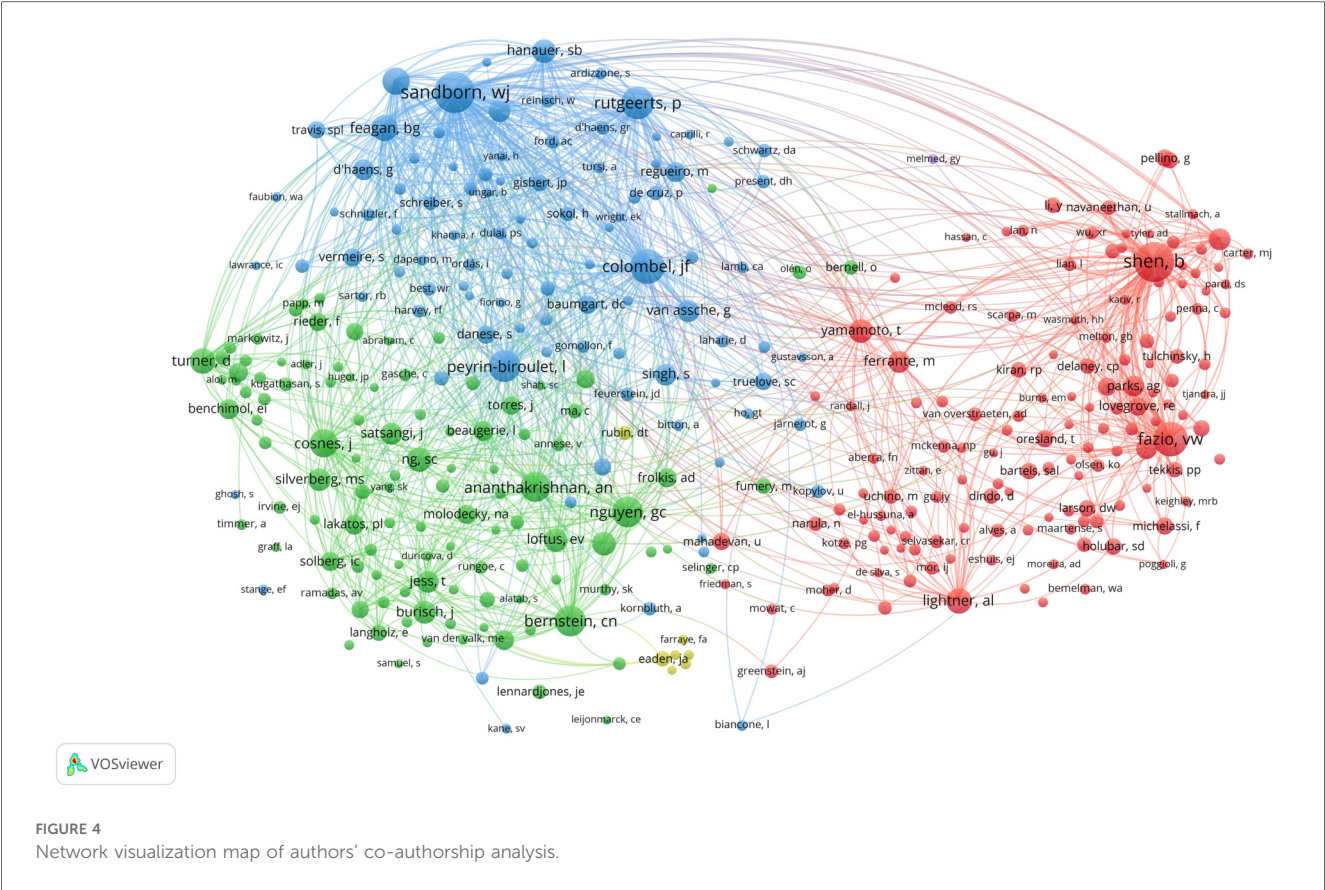 hanauer, sb
ardizzone, s
sandborn, wj
reinisch, w
rutgeerts, p
travis, spl
feagan, bg
ford, ac
d'haens, gr
caprilli, r
schwartz, da
melmed, gy
pellino, g
d'haens, g
yanai, h
tursi, a
regueiro, m
present, dh
faubion, wa
ungar, b
gisbert, jp
de cruz, p
schnitzler, f
schreiber, s
sokol, h
wright, ek
li, y
navaneethan, u
stallmach, a
khanna, r
dulai, ps
hassan, c
lan, n
wu, xr
tyler, ad
vermeire, s
daperno, m
ordás, i
colombel, jf
lamb, ca
olén, o
bernell, o
lian, l
shen, b
carter, mj
lawrance, ic
sartor, rb
best, wr
fiorino, g
baumgart, dc
kariv, r
pardi, ds
papp, m
harvey, rf
van assche, g
mcleod, rs
scarpa, m
wasmuth, hh
penna, c
rieder, f
markowitz, j
abraham, c
danese, s
gomollon, f
laharie, d
yamamoto, t
melton, gb
turner, d
adler, j
gustavsson, a
ferrante, m
kiran, rp
delaney, cp
tulchinsky, h
aloi, m
kugathasan, s
hugot, jp
gasche, c
peyrin-biroulet, l
shah, sc
singh, s
truelove, sc
feuerstein, jd
parks, ag
tjandra, jj
benchimol, ei
torres, j
ma, c
randall, j
burns, em
lovegrove, re
ho, gt
bitton, a
järnerot, g
van overstraeten, ad
cosnes, j
satsangi, j
beaugerie, l
annese, v
rubin, dt
mckenna, np
gu, j
oresland, t
fazio, vw
ng, sc
aberra, fn
zittan, e
bartels, sal
olsen, ko
tekkis, pp
silverberg, ms
yang, sk
ananthakrishnan, an
frolkis, ad
fumery, m
kopylov, u
uchino, m
gu, jy
dindo, d
keighley, mrb
ghosh, s
irvine, ej
timmer, a
lakatos, pl
molodecky, na
nguyen, gc
el-hussuna, a
narula, n
larson, dw
maartense, s
michelassi, f
graff, la
solberg, ic
duricova, d
loftus, ev
mahadevan, u
kotze, pg
selvasekar, cr
alves, a
holubar, sd
rungoe, c
selinger, cp
mor, ij
eshuis, ej
moreira, ad
poggioli, g
stange, ef
ramadas, av
jess, t
alatab, s
murthy, sk
friedman, s
moher, d
de silva, s
bemelman, wa
burisch, j
kornbluth, a
mowat, c
lightner, al
langholz, e
van der valk, me
bernstein, cn
farraye, fa
samuel, s
eaden, ja
greenstein, aj
lennardjones, je
kane, sv
leijonmarck, ce
biancone, l
VOSviewer
FIGURE 4
Network visualization map of authors' co-authorship analysis.